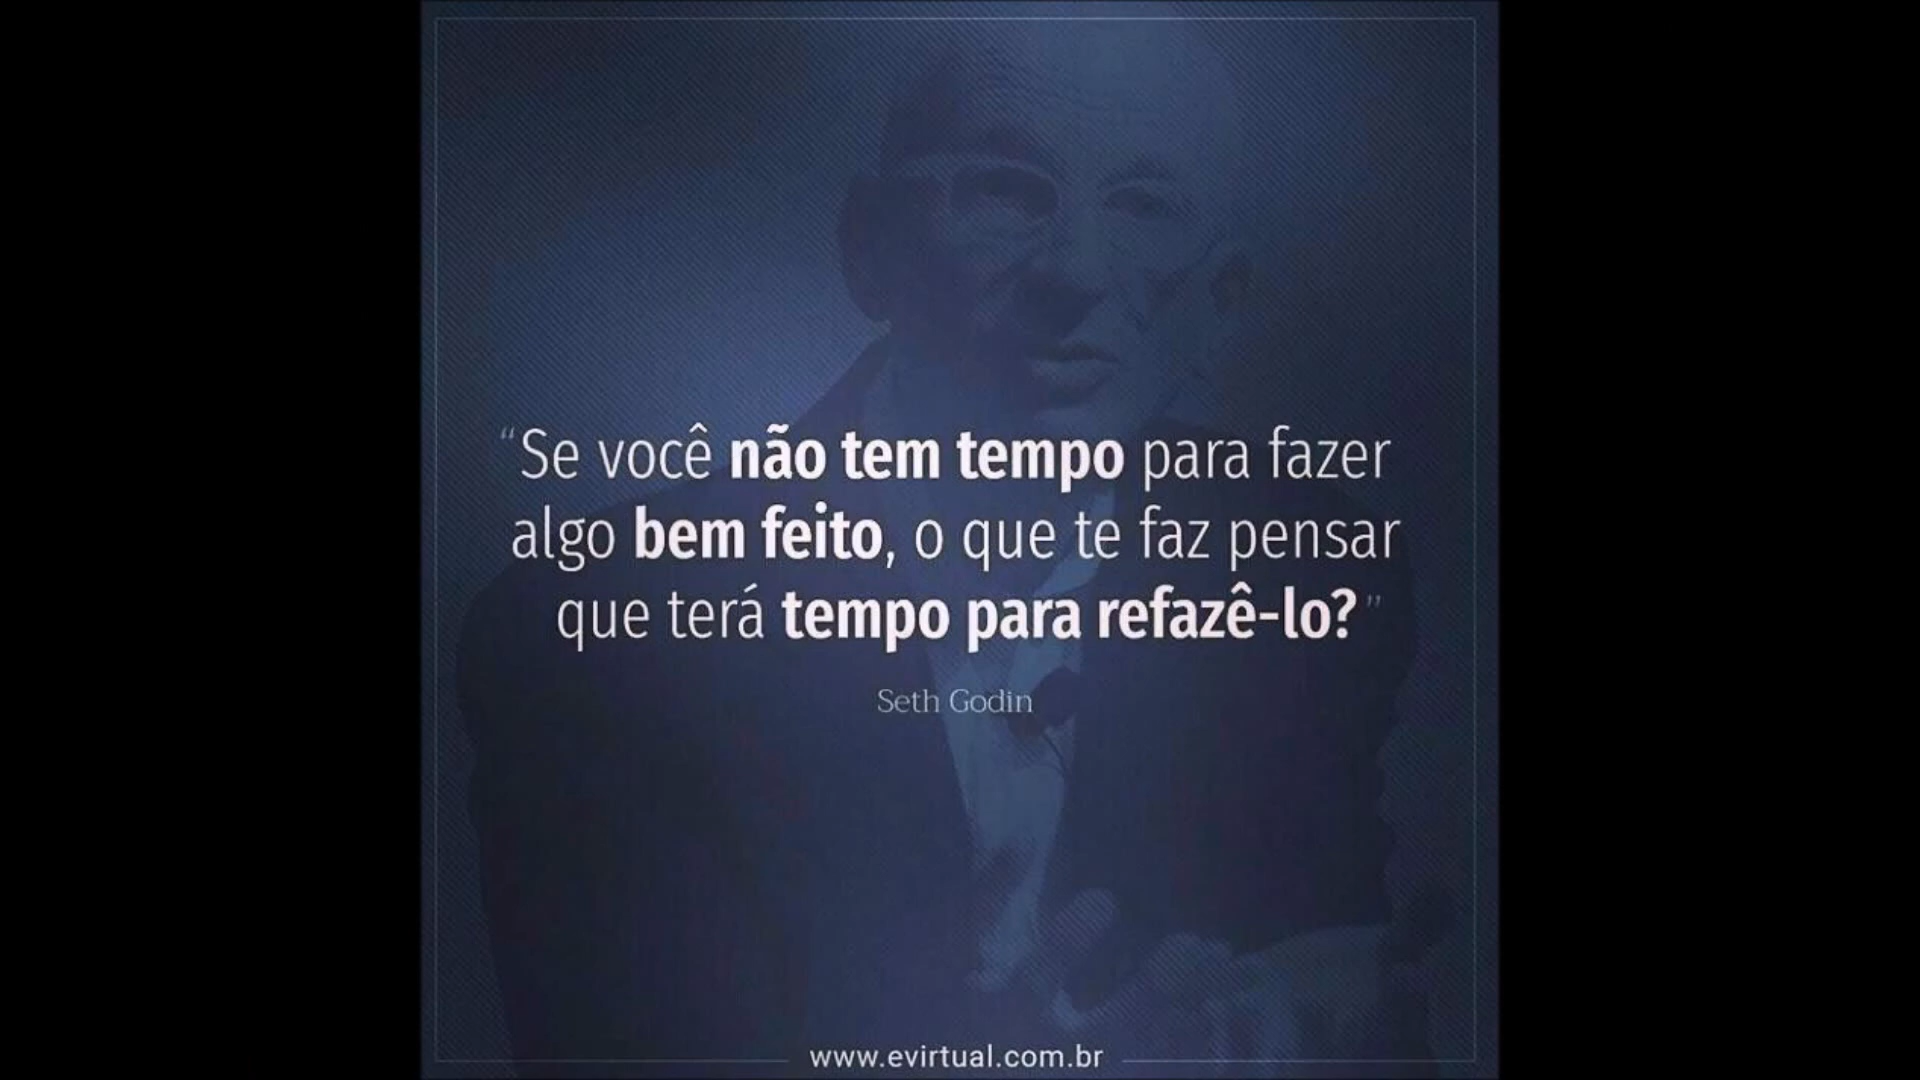 “Se você não tem tempo para fazer
algo bem feito, o que te faz pensar
que terá tempo para refazê-lo?”
Seth Godin
www.evirtual.com.br